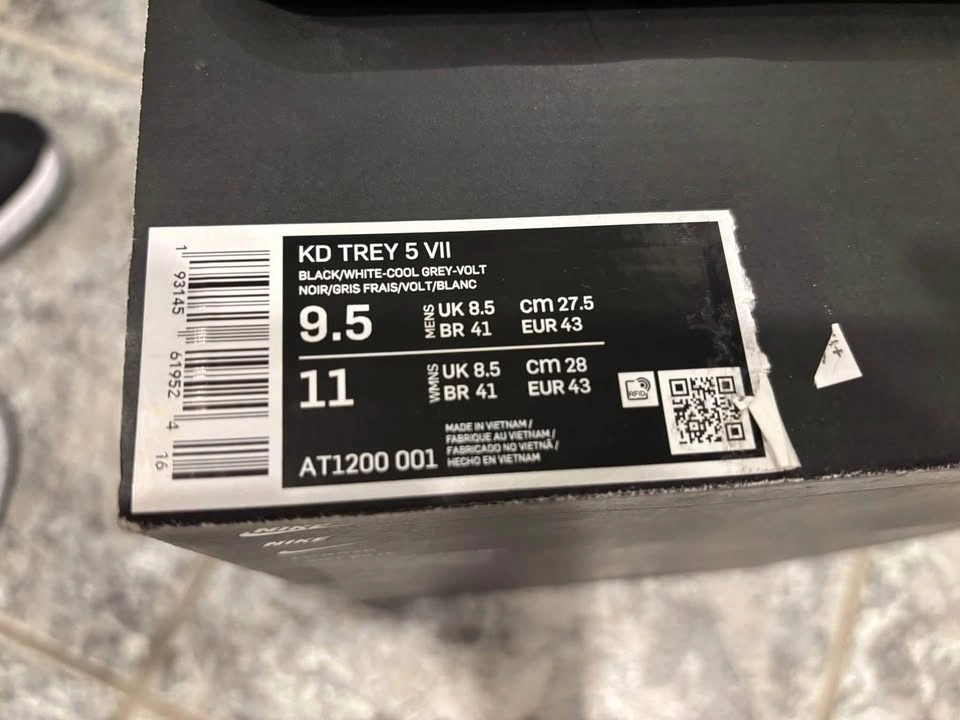 KD TREY 5 VII
BLACK/WHITE-COOL GREY-VOLT
NOIR/GRIS FRAIS/VOLT/BLANC
9.5 MENS UK 8.5 cm 27.5
BR 41 EUR 43
11 WMNS UK 8.5 cm 28
BR 41 EUR 43
RFID
MADE IN VIETNAM /
FABRIQUE AU VIETNAM /
FABRICADO NO VIETNÃ /
HECHO EN VIETNAM
AT1200 001
1 93145 61952 4 16
NIKE
NIKE